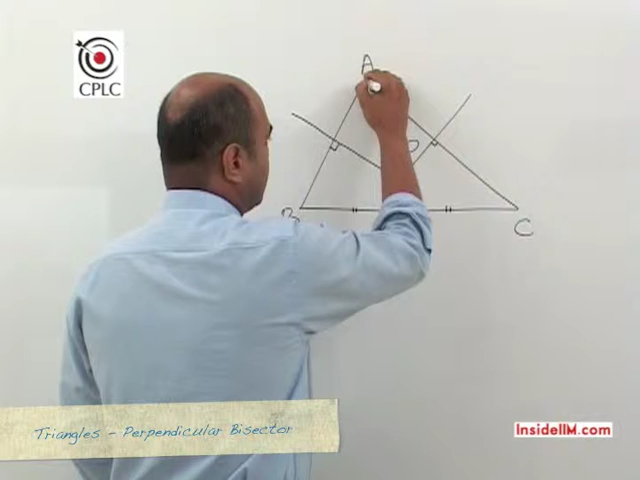 CPLC
A
B
C
Triangles - Perpendicular Bisector
InsideIIM.com